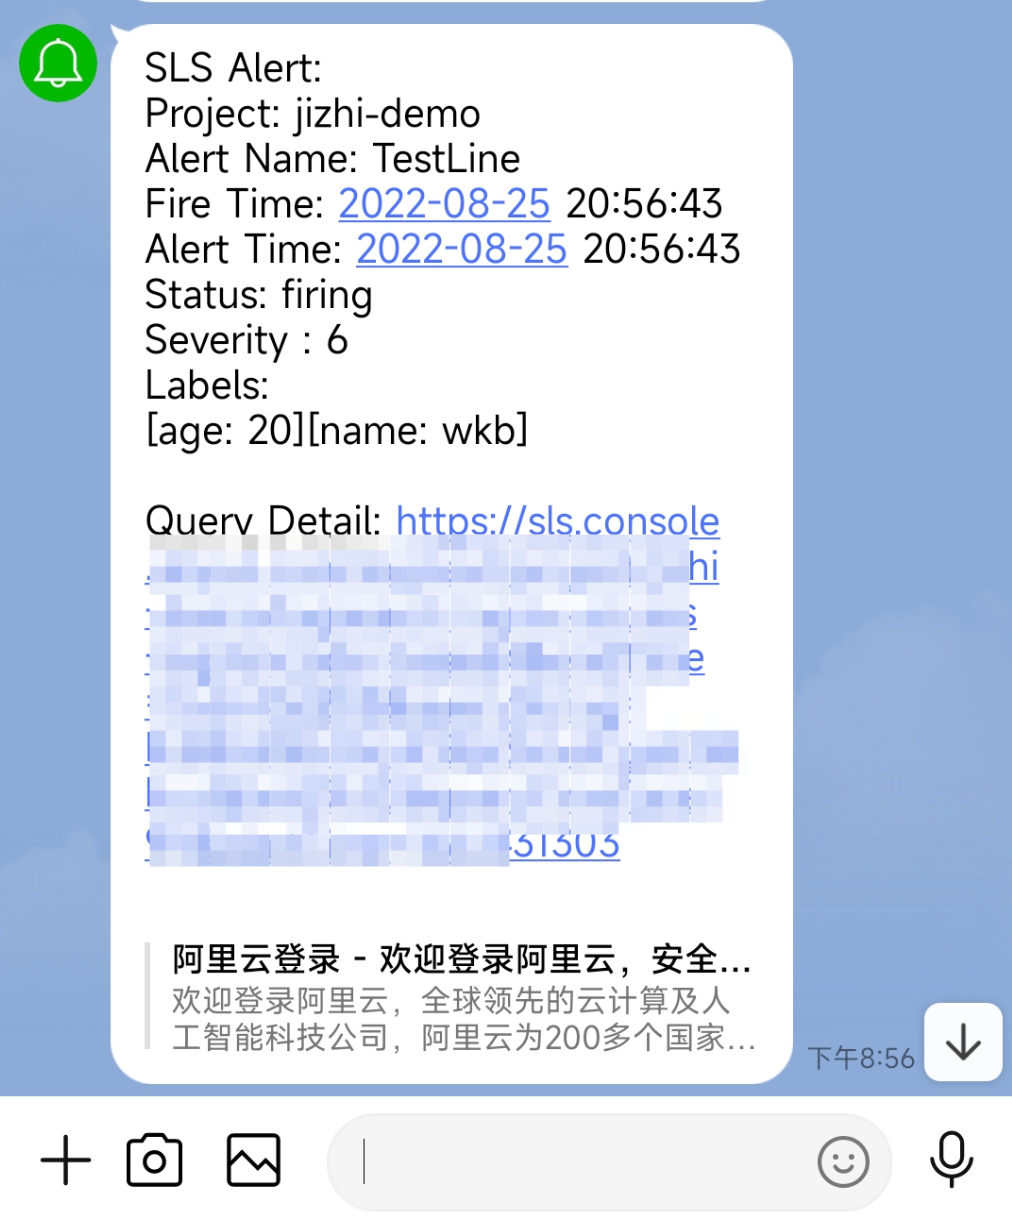 SLS Alert:
Project: jizhi-demo
Alert Name: TestLine
Fire Time: 2022-08-25 20:56:43
Alert Time: 2022-08-25 20:56:43
Status: firing
Severity : 6
Labels:
[age: 20][name: wkb]
Query Detail: https://sls.console
hi
s
e
31303
阿里云登录 - 欢迎登录阿里云，安全...
欢迎登录阿里云，全球领先的云计算及人
工智能科技公司，阿里云为200多个国家...
下午8:56